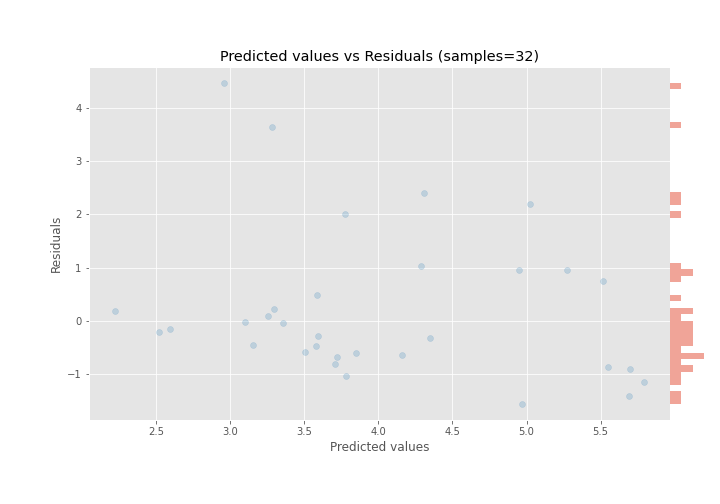 Predicted values vs Residuals (samples=32)
4
3
2
1
0
−1
Residuals
2.5 3.0 3.5 4.0 4.5 5.0 5.5
Predicted values